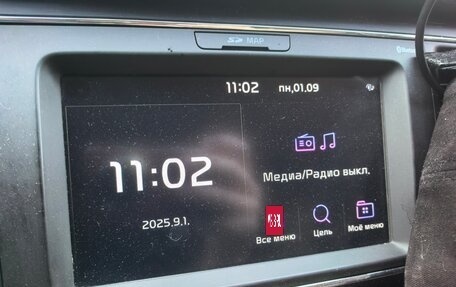 SD MAP
11:02 пн,01.09
11:02
2025.9.1.
Медиа/Радио выкл.
Все меню
Цель
Моё меню